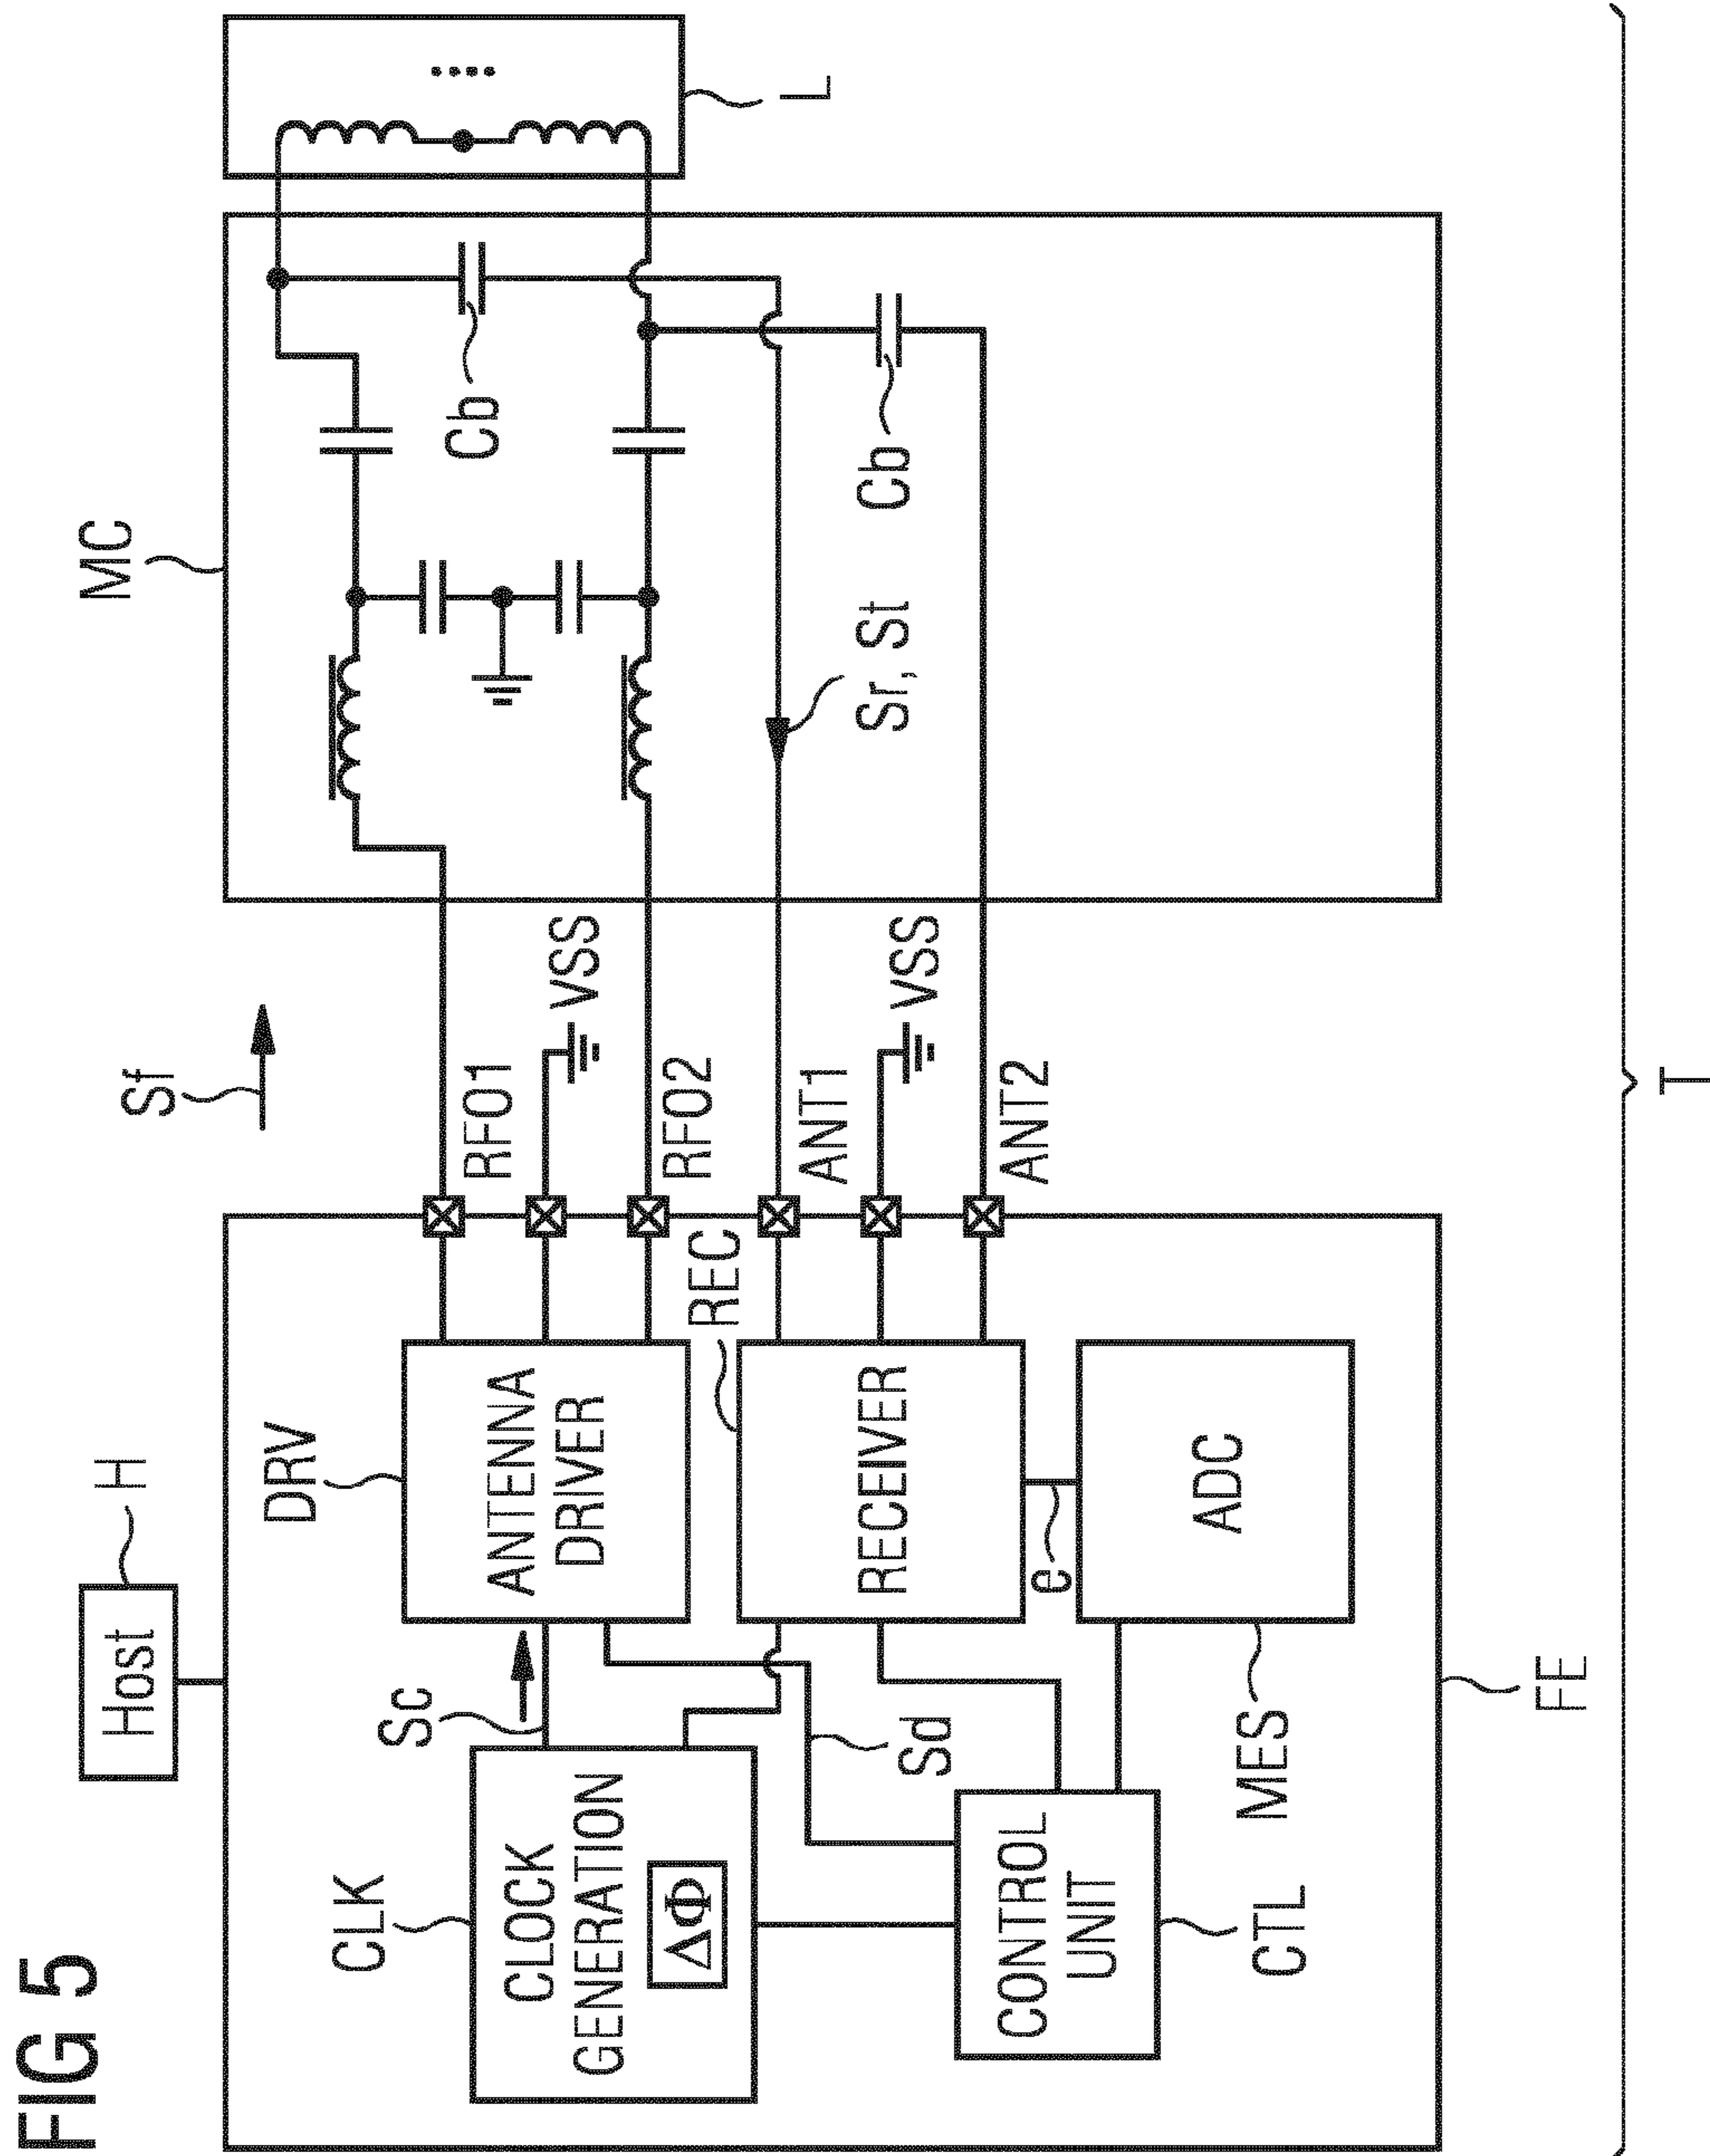 FIG 5
Host
H
Sf
MC
L
CLK
CLOCK
GENERATION
ΔΦ
Sc
DRV
ANTENNA
DRIVER
RFO1
VSS
RFO2
Cb
Sd
REC
RECEIVER
ANT1
VSS
ANT2
Sr, St
Cb
CONTROL
UNIT
CTL
e
ADC
MES
FE
T